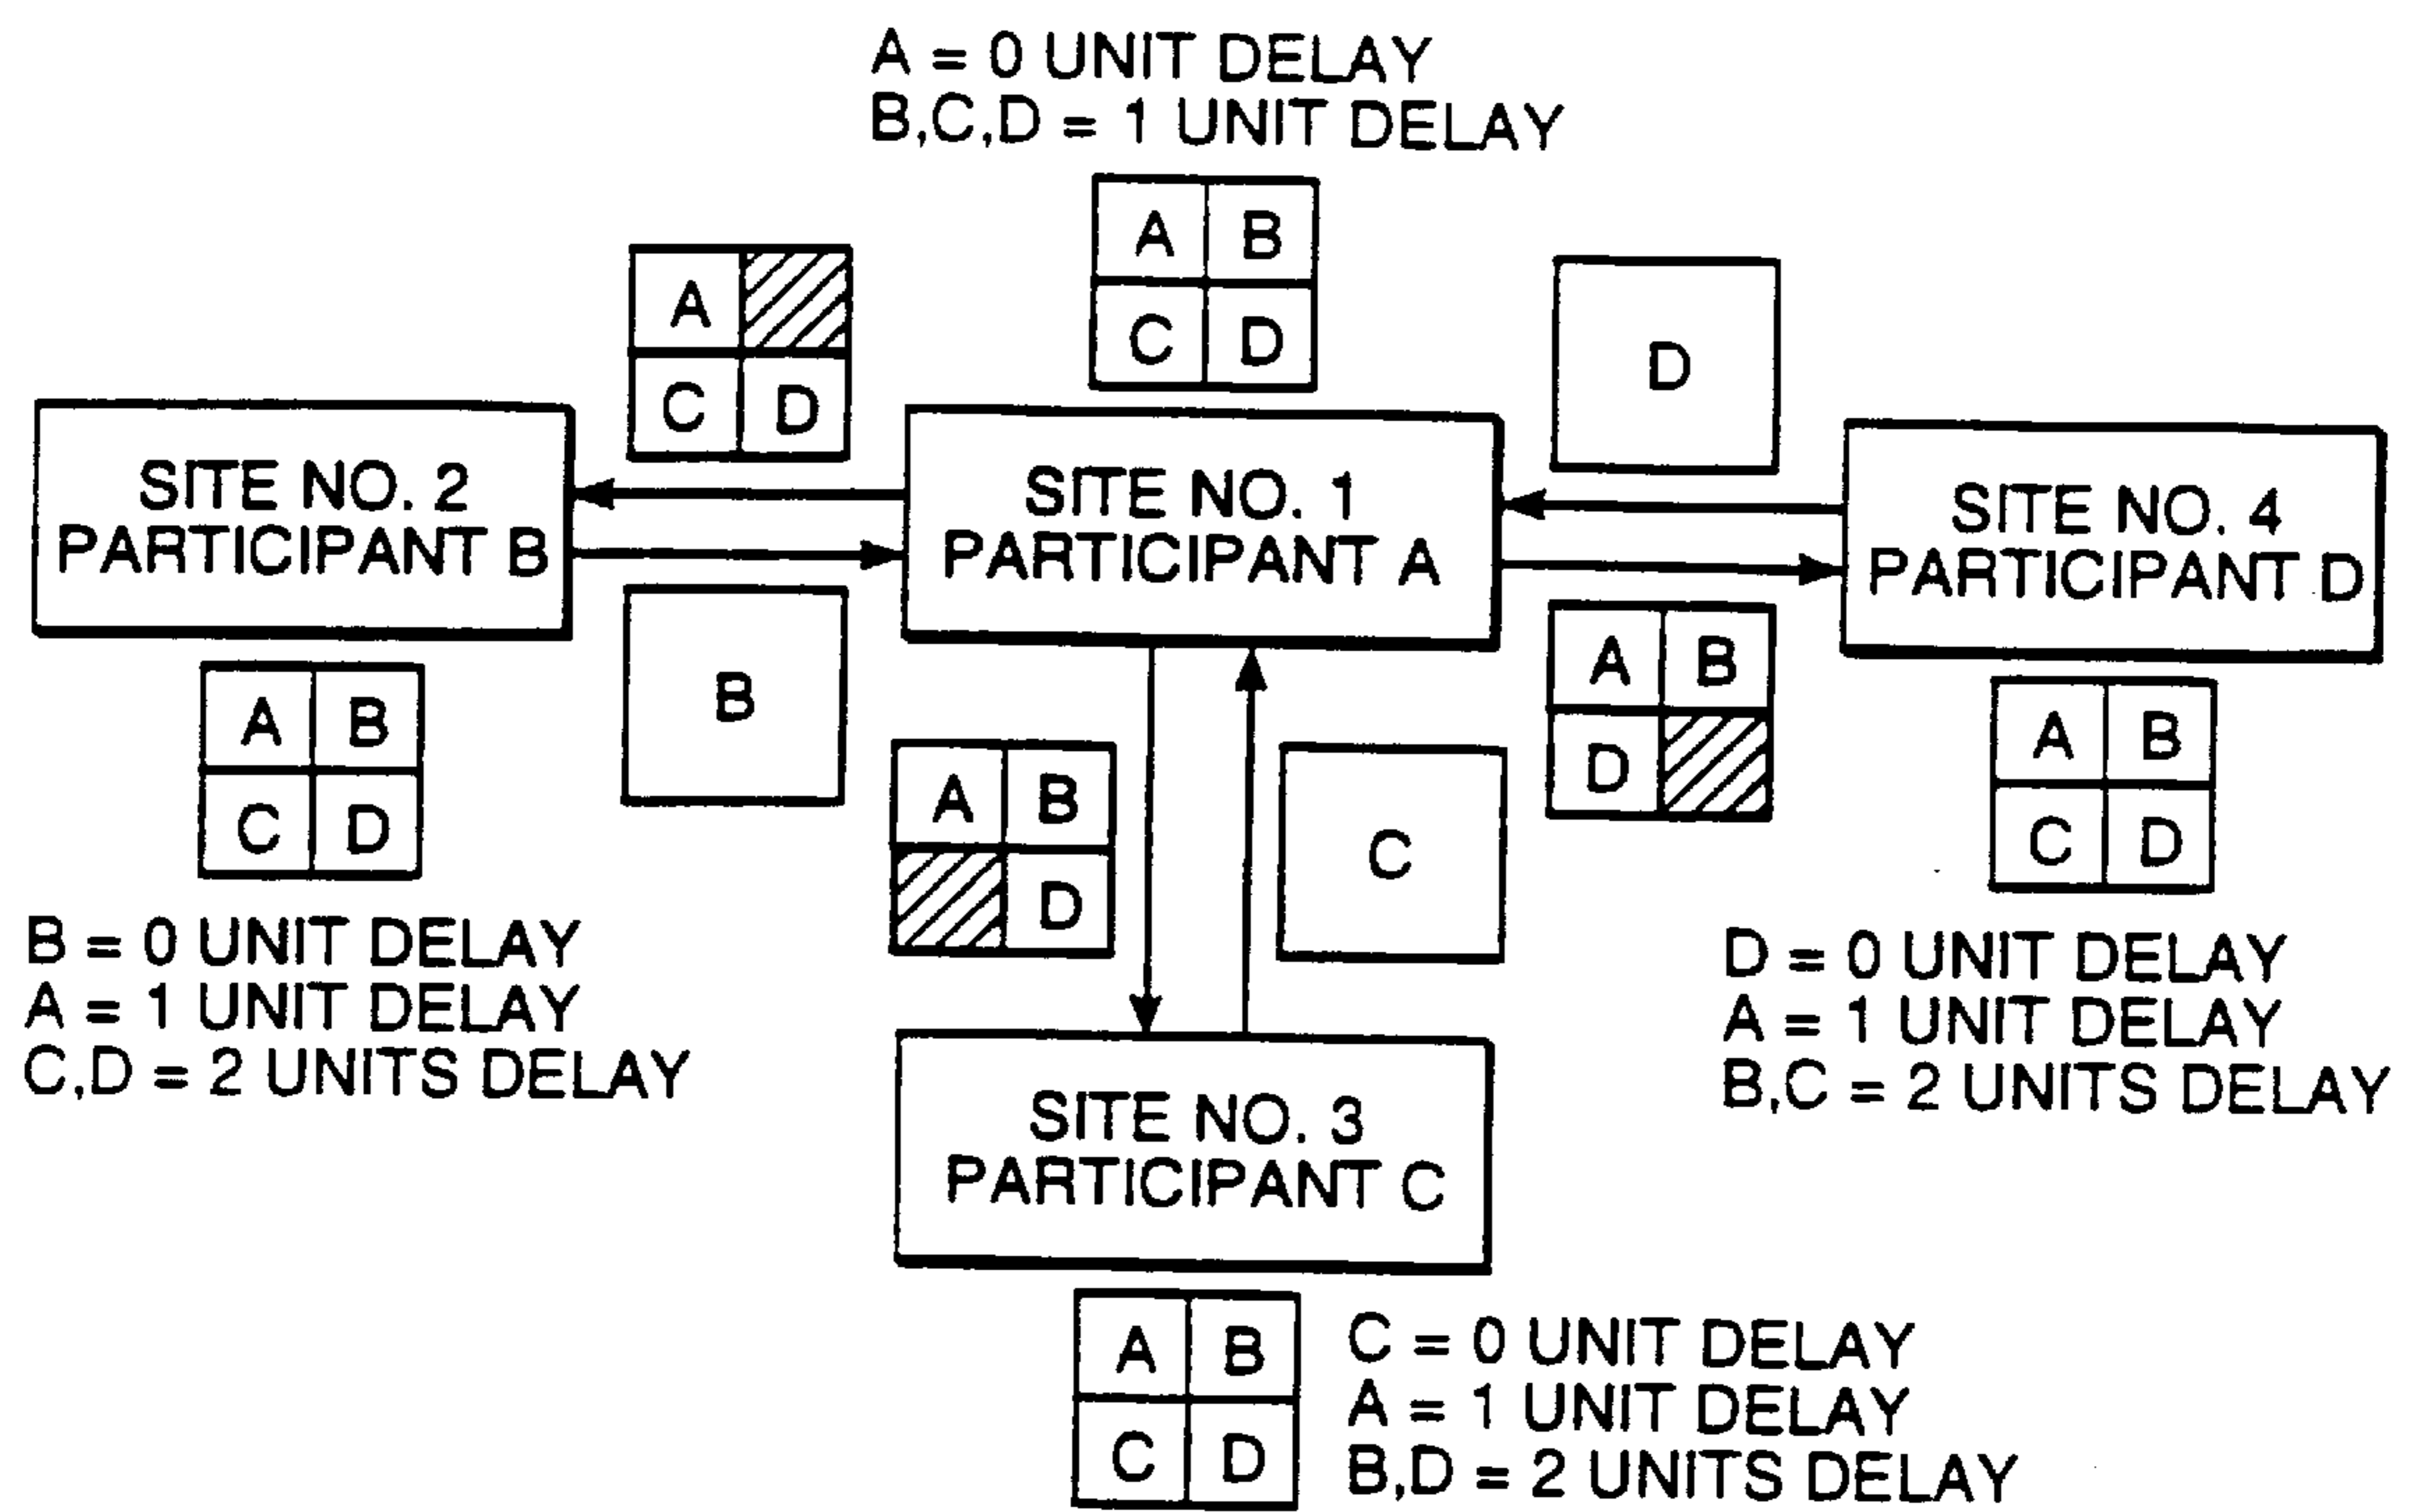 A = 0 UNIT DELAY
B,C,D = 1 UNIT DELAY
A B
C D
A
C D
D
SITE NO. 2
PARTICIPANT B
SITE NO. 1
PARTICIPANT A
SITE NO. 4
PARTICIPANT D
A B
C D
B
A B
D
C
A B
D
A B
C D
B = 0 UNIT DELAY
A = 1 UNIT DELAY
C,D = 2 UNITS DELAY
D = 0 UNIT DELAY
A = 1 UNIT DELAY
B,C = 2 UNITS DELAY
SITE NO. 3
PARTICIPANT C
A B
C D
C = 0 UNIT DELAY
A = 1 UNIT DELAY
B,D = 2 UNITS DELAY